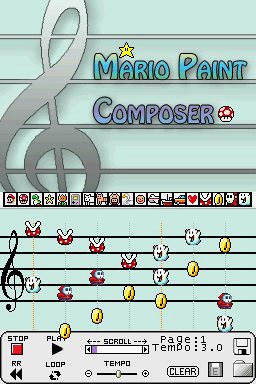 MARIO PAINT
COMPOSER
STOP PLAY ◄-- SCROLL --► Page:1
Tempo:3.0
RR LOOP TEMPO CLEAR E